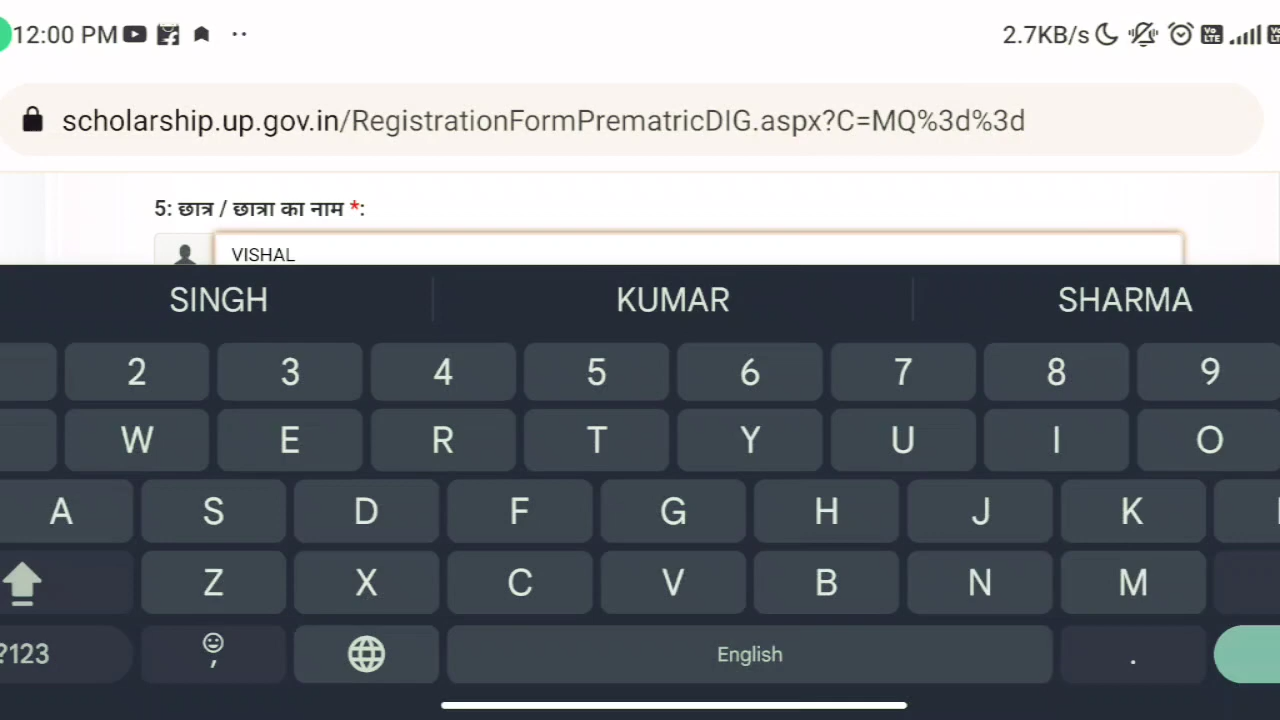 12:00 PM
2.7KB/s
scholarship.up.gov.in/RegistrationFormPrematricDIG.aspx?C=MQ%3d%3d
5: छात्र / छात्रा का नाम *:
VISHAL
SINGH KUMAR SHARMA
2 3 4 5 6 7 8 9
W E R T Y U I O
A S D F G H J K
Z X C V B N M
?123 , English .